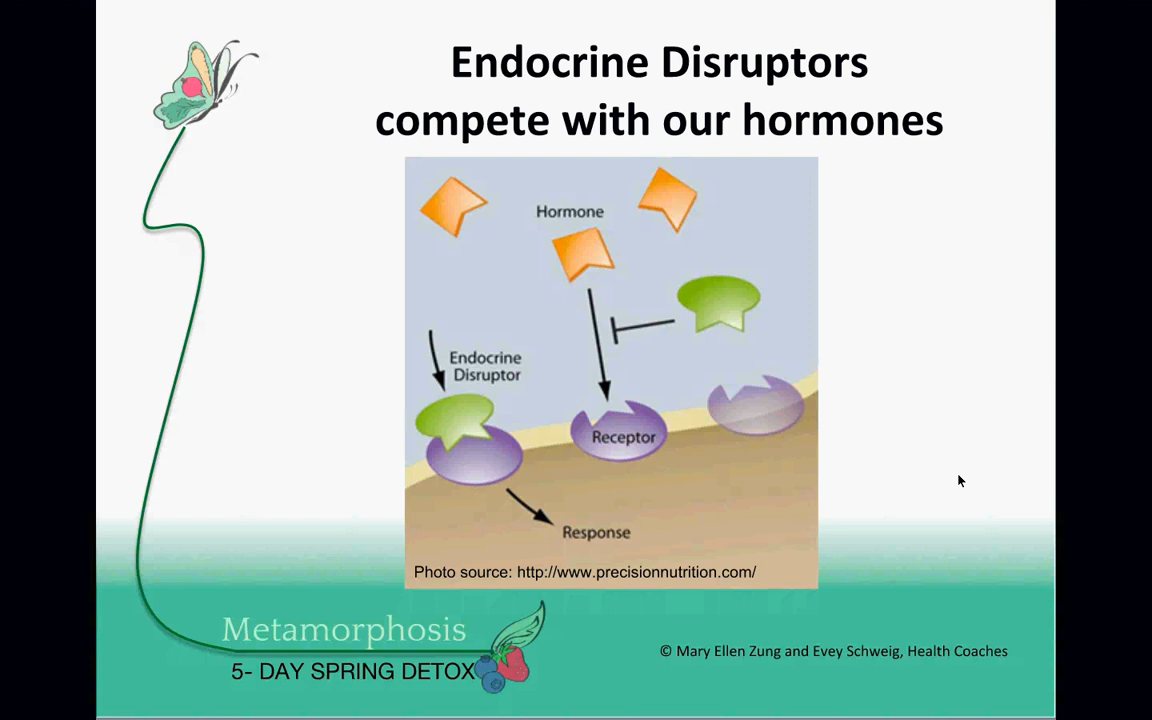 Endocrine Disruptors
compete with our hormones
Hormone
Endocrine
Disruptor
Receptor
Response
Photo source: http://www.precisionnutrition.com/
Metamorphosis
5- DAY SPRING DETOX
© Mary Ellen Zung and Evey Schweig, Health Coaches